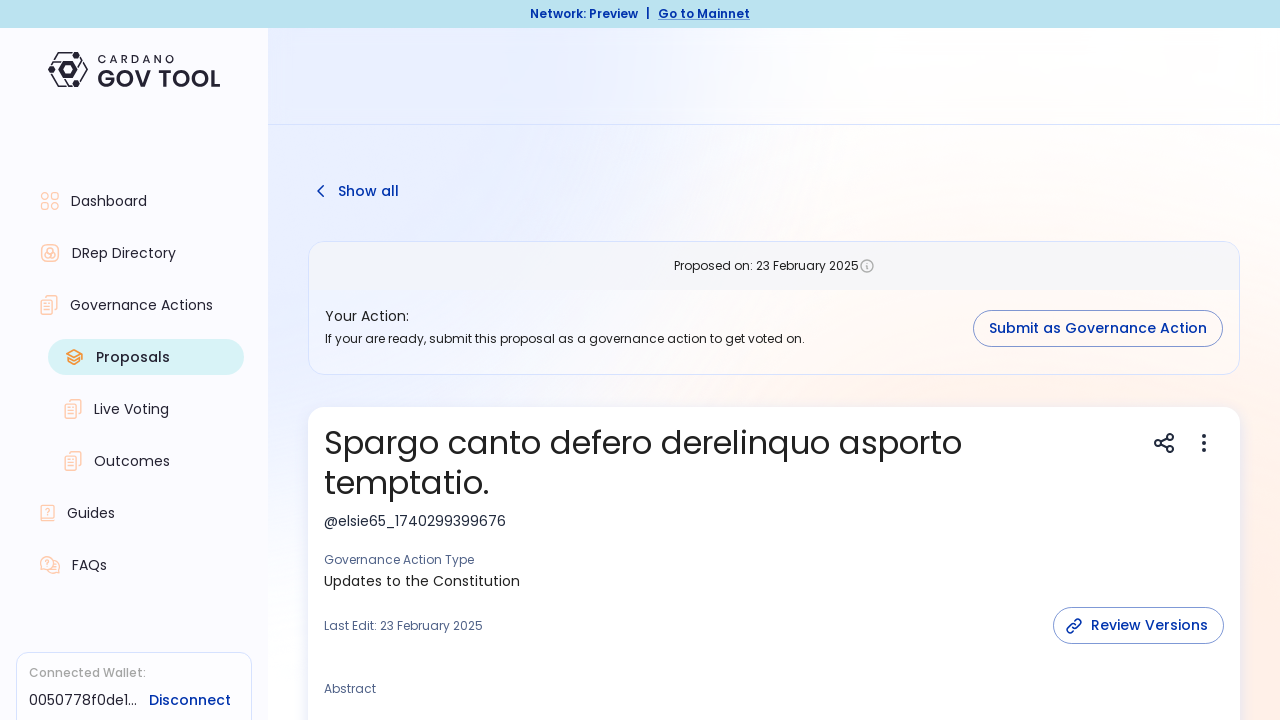 Network: Preview | Go to Mainnet
CARDANO
GOV TOOL
Dashboard
DRep Directory
Governance Actions
Proposals
Live Voting
Outcomes
Guides
FAQs
Connected Wallet:
0050778f0de1... Disconnect
Show all
Proposed on: 23 February 2025
Your Action:
If your are ready, submit this proposal as a governance action to get voted on.
Submit as Governance Action
Spargo canto defero derelinquo asporto
temptatio.
@elsie65_1740299399676
Governance Action Type
Updates to the Constitution
Last Edit: 23 February 2025
Review Versions
Abstract